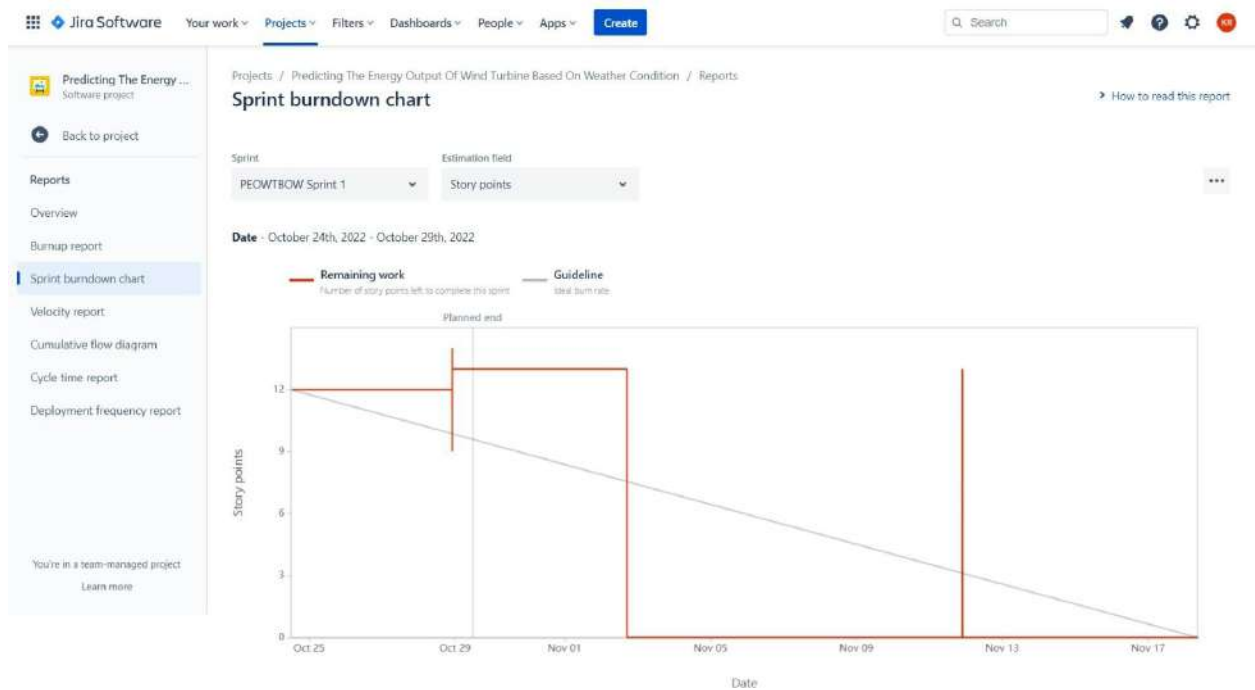 Jira Software Your work Projects Filters Dashboards People Apps Create Search KR
Predicting The Energy ...
Software project
Back to project
Reports
Overview
Burnup report
Sprint burndown chart
Velocity report
Cumulative flow diagram
Cycle time report
Deployment frequency report
You're in a team-managed project
Learn more
Projects / Predicting The Energy Output Of Wind Turbine Based On Weather Condition / Reports
Sprint burndown chart
How to read this report
Sprint Estimation field
PEOWTBOW Sprint 1 Story points
Date - October 24th, 2022 - October 29th, 2022
Remaining work Guideline
Number of story points left to complete this sprint Ideal burn rate
Planned end
12
9
6
3
0
Story points
Oct 25 Oct 29 Nov 01 Nov 05 Nov 09 Nov 13 Nov 17
Date